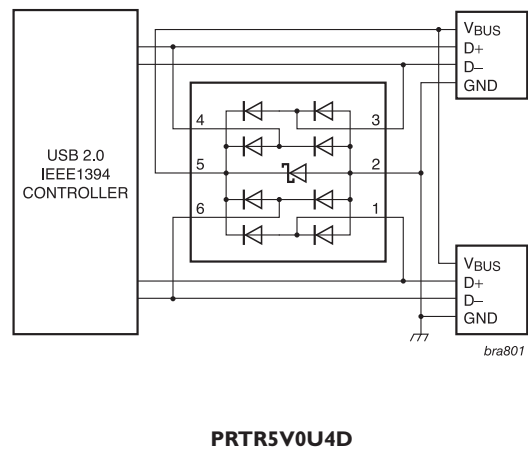 VBUS
D+
D–
GND
4
3
USB 2.0
IEEE1394
CONTROLLER
5
2
6
1
VBUS
D+
D–
GND
bra801
PRTR5V0U4D